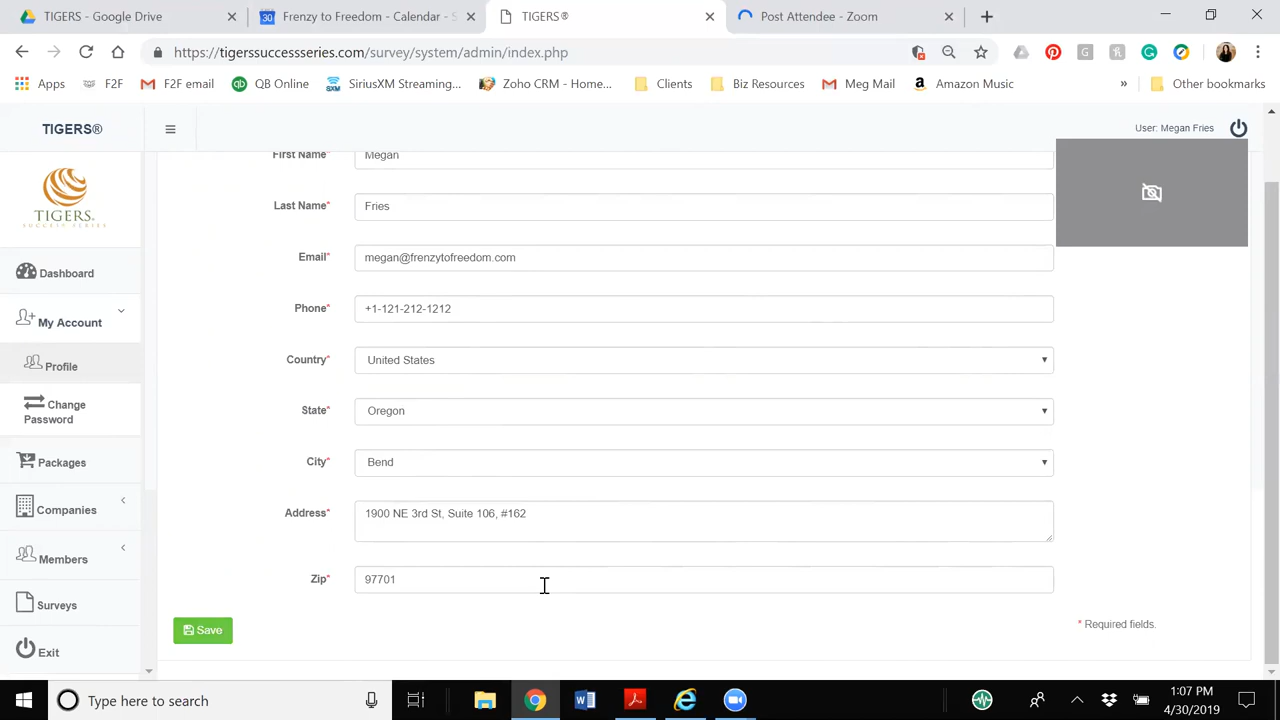 TIGERS - Google Drive
30 Frenzy to Freedom - Calendar - S
TIGERS®
Post Attendee - Zoom
https://tigerssuccessseries.com/survey/system/admin/index.php
Apps
F2F
F2F email
QB Online
SiriusXM Streaming...
Zoho CRM - Home...
Clients
Biz Resources
Meg Mail
Amazon Music
»
Other bookmarks
TIGERS®
User: Megan Fries
TIGERS
SUCCESS SERIES
Dashboard
My Account
Profile
Change
Password
Packages
Companies
Members
Surveys
Exit
First Name* Megan
Last Name* Fries
Email* megan@frenzytofreedom.com
Phone* +1-121-212-1212
Country* United States
State* Oregon
City* Bend
Address* 1900 NE 3rd St, Suite 106, #162
Zip* 97701
Save
* Required fields.
Type here to search
1:07 PM
4/30/2019